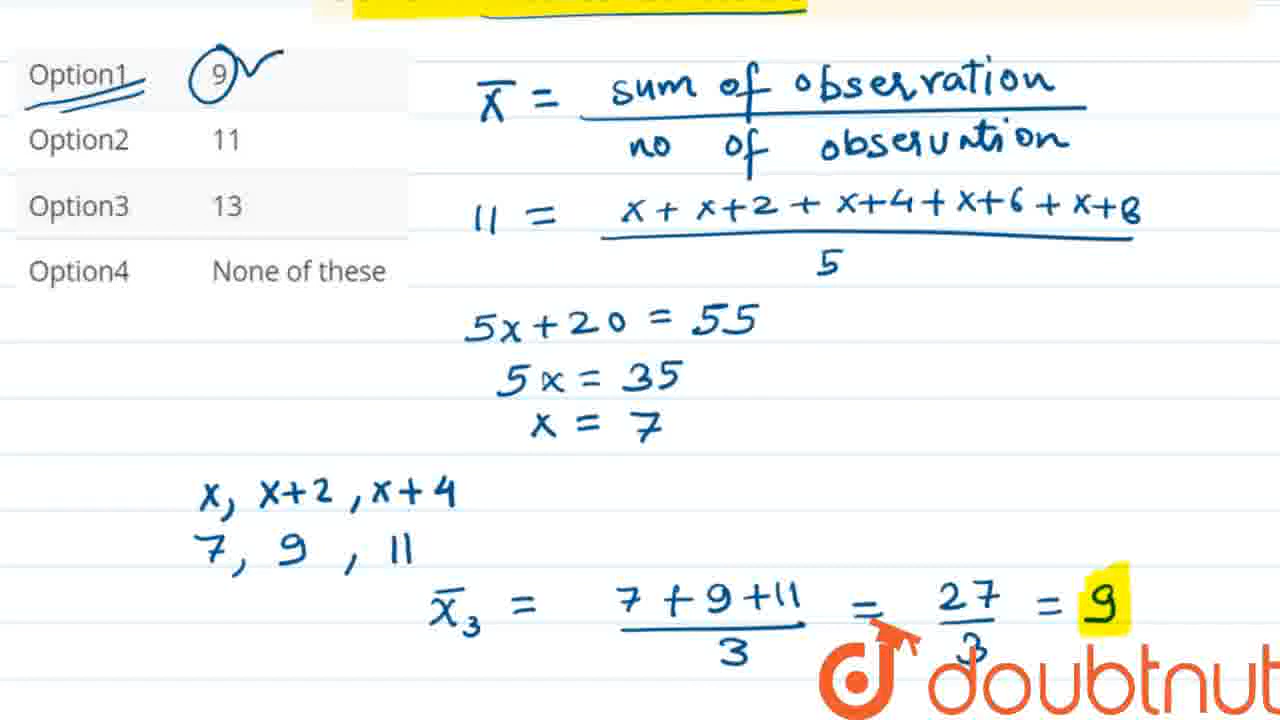 Option1 9
Option2 11
Option3 13
Option4 None of these
x̄ = sum of observation / no of observation
11 = x + x+2 + x+4 + x+6 + x+8 / 5
5x + 20 = 55
5x = 35
x = 7
x, x+2, x+4
7, 9, 11
x̄₃ = 7+9+11 / 3 = 27 / 3 = 9
doubtnut